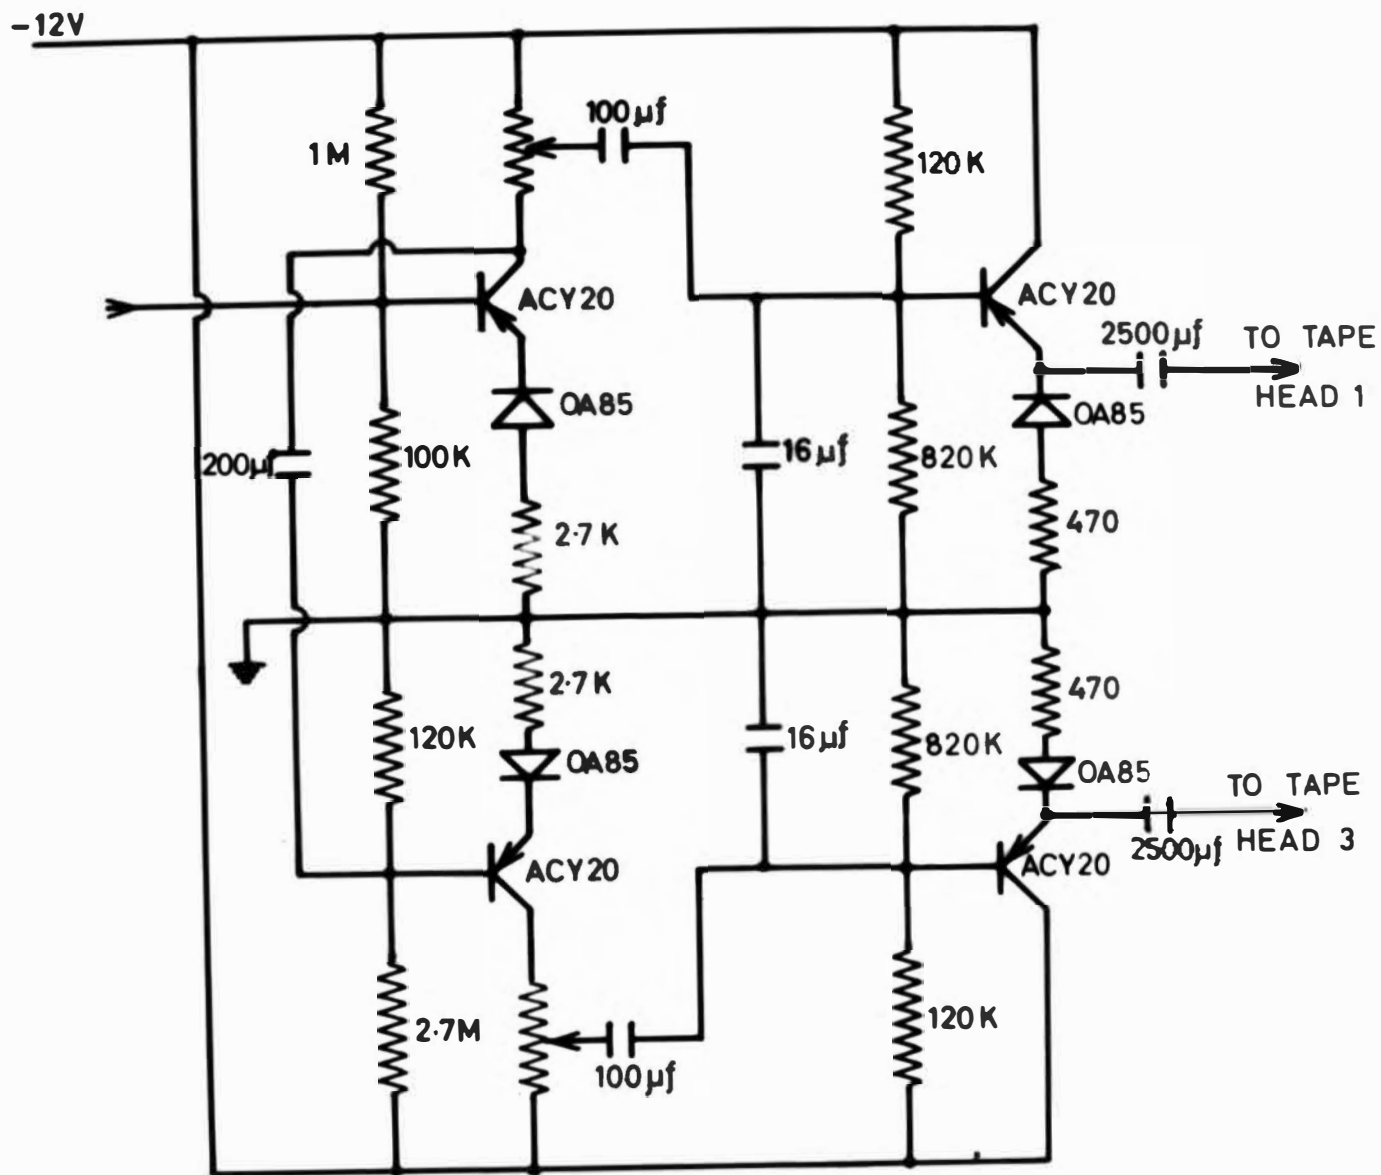 -12V
100µf
1M
120K
ACY20
ACY20
2500µf
TO TAPE
HEAD 1
OA85
OA85
200µf
100K
16µf
820K
2·7K
470
2·7K
470
120K
OA85
16µf
820K
OA85
TO TAPE
HEAD 3
2500µf
ACY20
ACY20
2·7M
120K
100µf